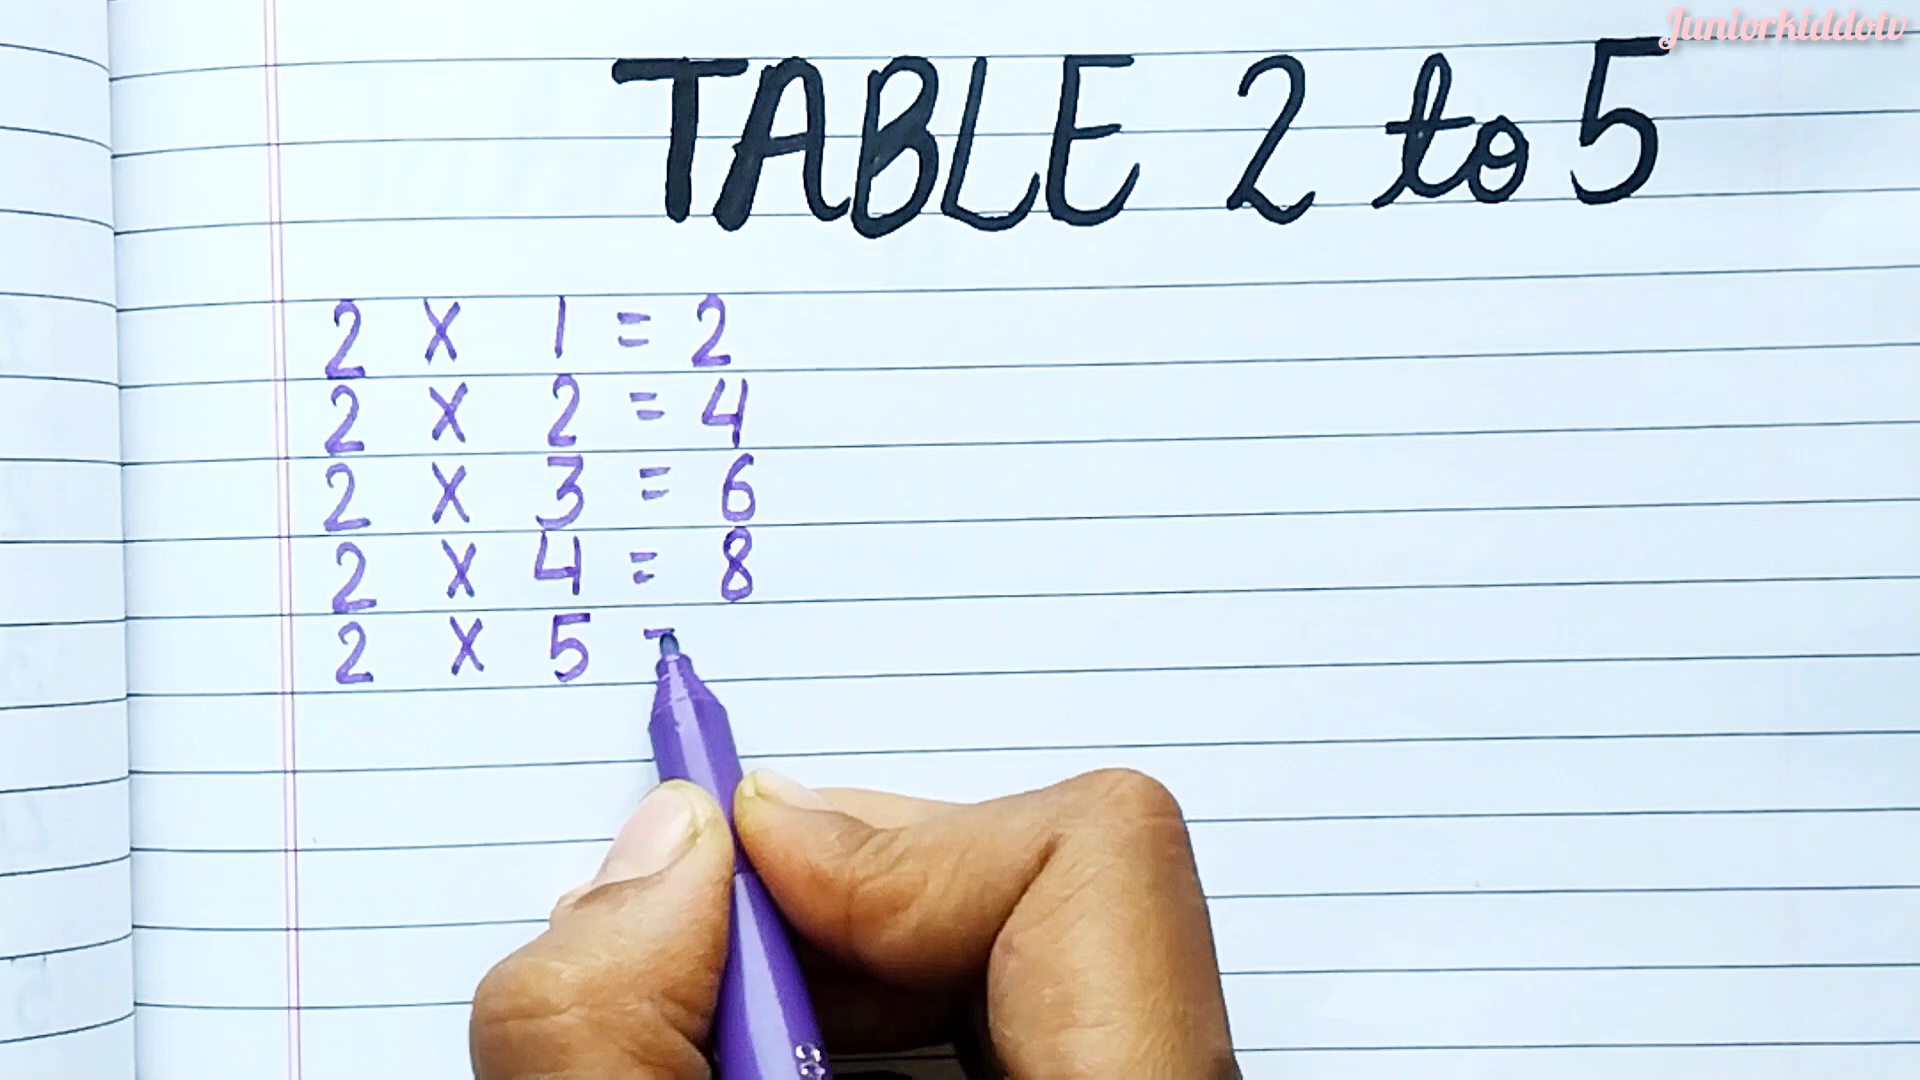 Juniorkiddotv
TABLE 2 to 5
2 X 1 = 2
2 X 2 = 4
2 X 3 = 6
2 X 4 = 8
2 X 5